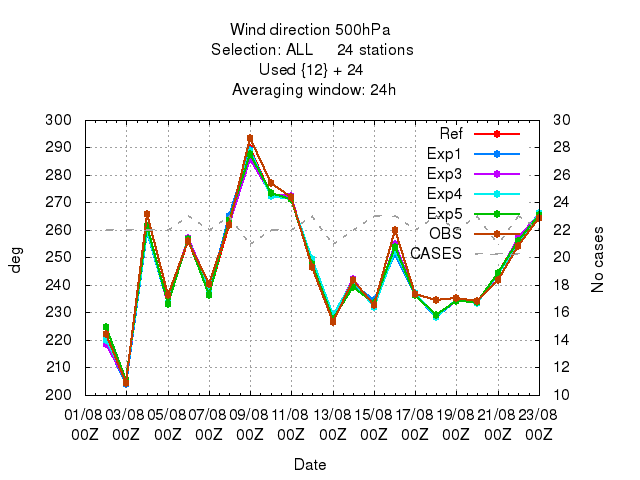 Wind direction 500hPa
Selection: ALL 24 stations
Used {12} + 24
Averaging window: 24h
300 30
290 28
280 26
270 24
260 22
250 20
240 18
230 16
220 14
210 12
200 10
Ref
Exp1
Exp3
Exp4
Exp5
OBS
CASES
deg
No cases
01/08 03/08 05/08 07/08 09/08 11/08 13/08 15/08 17/08 19/08 21/08 23/08
00Z 00Z 00Z 00Z 00Z 00Z 00Z 00Z 00Z 00Z 00Z 00Z
Date